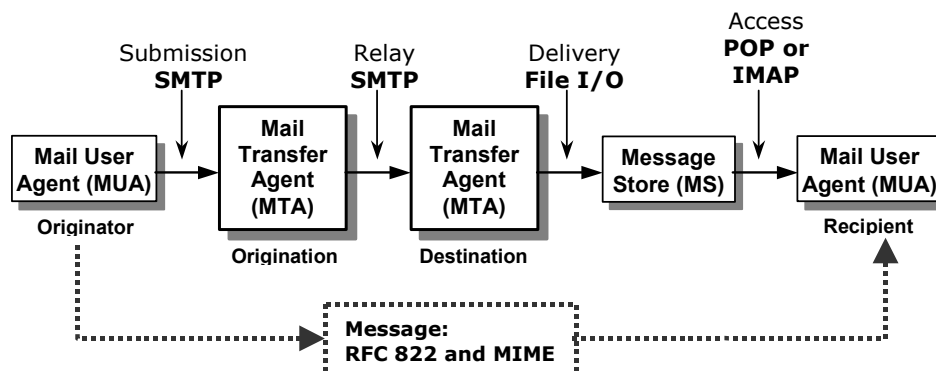 Submission
SMTP
Relay
SMTP
Delivery
File I/O
Access
POP or
IMAP
Mail User
Agent (MUA)
Originator
Mail
Transfer
Agent
(MTA)
Origination
Mail
Transfer
Agent
(MTA)
Destination
Message
Store (MS)
Mail User
Agent (MUA)
Recipient
Message:
RFC 822 and MIME